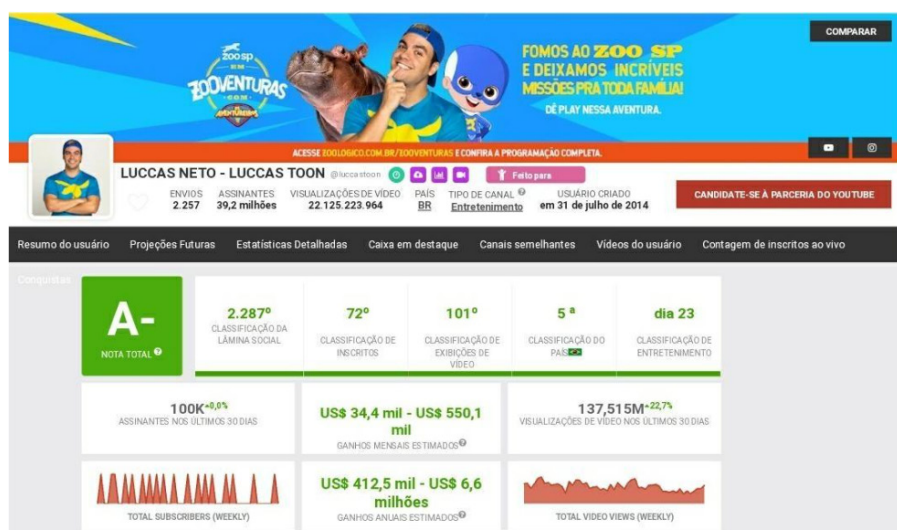 COMPARAR
zoo sp
EM
ZOOVENTURAS
COM
AVENTUREIROS
FOMOS AO ZOO SP
E DEIXAMOS INCRÍVEIS
MISSÕES PRA TODA FAMÍLIA!
DÊ PLAY NESSA AVENTURA.
ACESSE ZOOLOGICO.COM.BR/ZOOVENTURAS E CONFIRA A PROGRAMAÇÃO COMPLETA.
LUCCAS NETO - LUCCAS TOON @luccastoon Feito para
ENVIOS ASSINANTES VISUALIZAÇÕES DE VÍDEO PAÍS TIPO DE CANAL USUÁRIO CRIADO
2.257 39,2 milhões 22.125.223.964 BR Entretenimento em 31 de julho de 2014
CANDIDATE-SE À PARCERIA DO YOUTUBE
Resumo do usuário Projeções Futuras Estatísticas Detalhadas Caixa em destaque Canais semelhantes Vídeos do usuário Contagem de inscritos ao vivo
Conquistas
A-
NOTA TOTAL
2.287º
CLASSIFICAÇÃO DA
LÂMINA SOCIAL
72º
CLASSIFICAÇÃO DE
INSCRITOS
101º
CLASSIFICAÇÃO DE
EXIBIÇÕES DE
VÍDEO
5 ª
CLASSIFICAÇÃO DO
PAÍS
dia 23
CLASSIFICAÇÃO DE
ENTRETENIMENTO
100K 0,0%
ASSINANTES NOS ÚLTIMOS 30 DIAS
US$ 34,4 mil - US$ 550,1
mil
GANHOS MENSAIS ESTIMADOS
137,515M 22,7%
VISUALIZAÇÕES DE VÍDEO NOS ÚLTIMOS 30 DIAS
TOTAL SUBSCRIBERS (WEEKLY)
US$ 412,5 mil - US$ 6,6
milhões
GANHOS ANUAIS ESTIMADOS
TOTAL VIDEO VIEWS (WEEKLY)